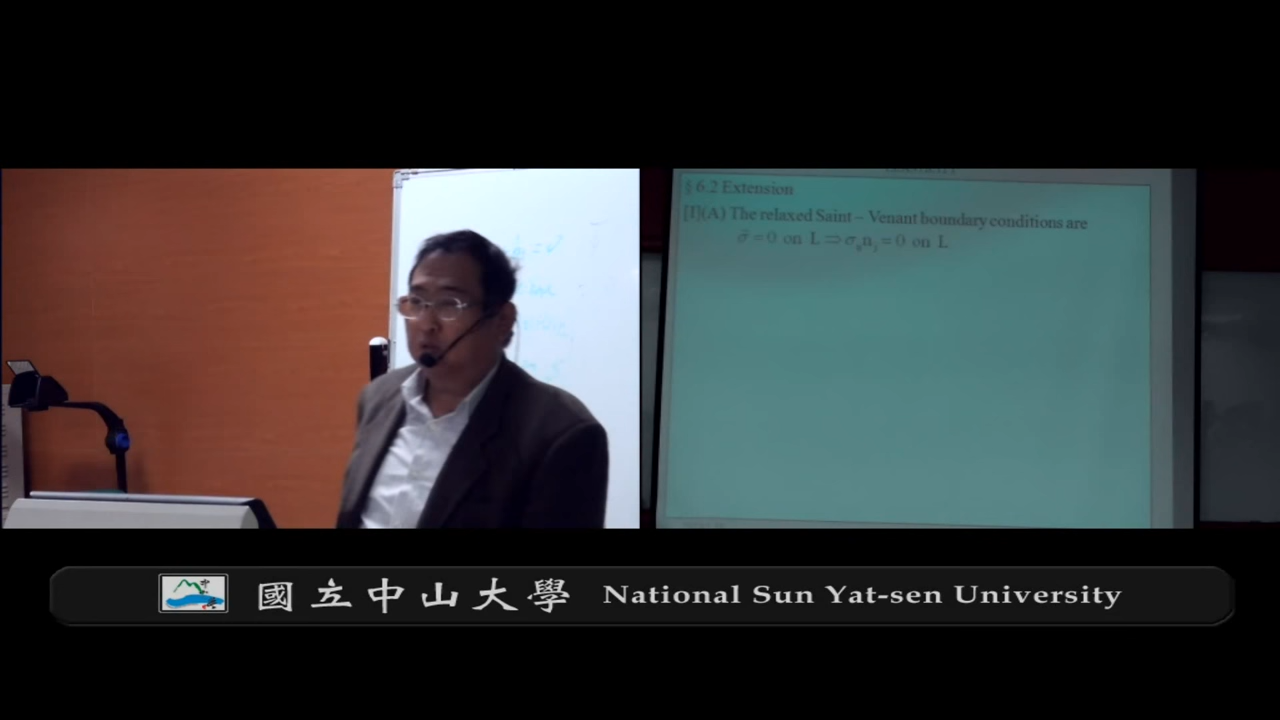 § 6.2 Extension
[I](A) The relaxed Saint – Venant boundary conditions are
on L ⇒ σᵢⱼnⱼ = 0 on L
國立中山大學 National Sun Yat-sen University